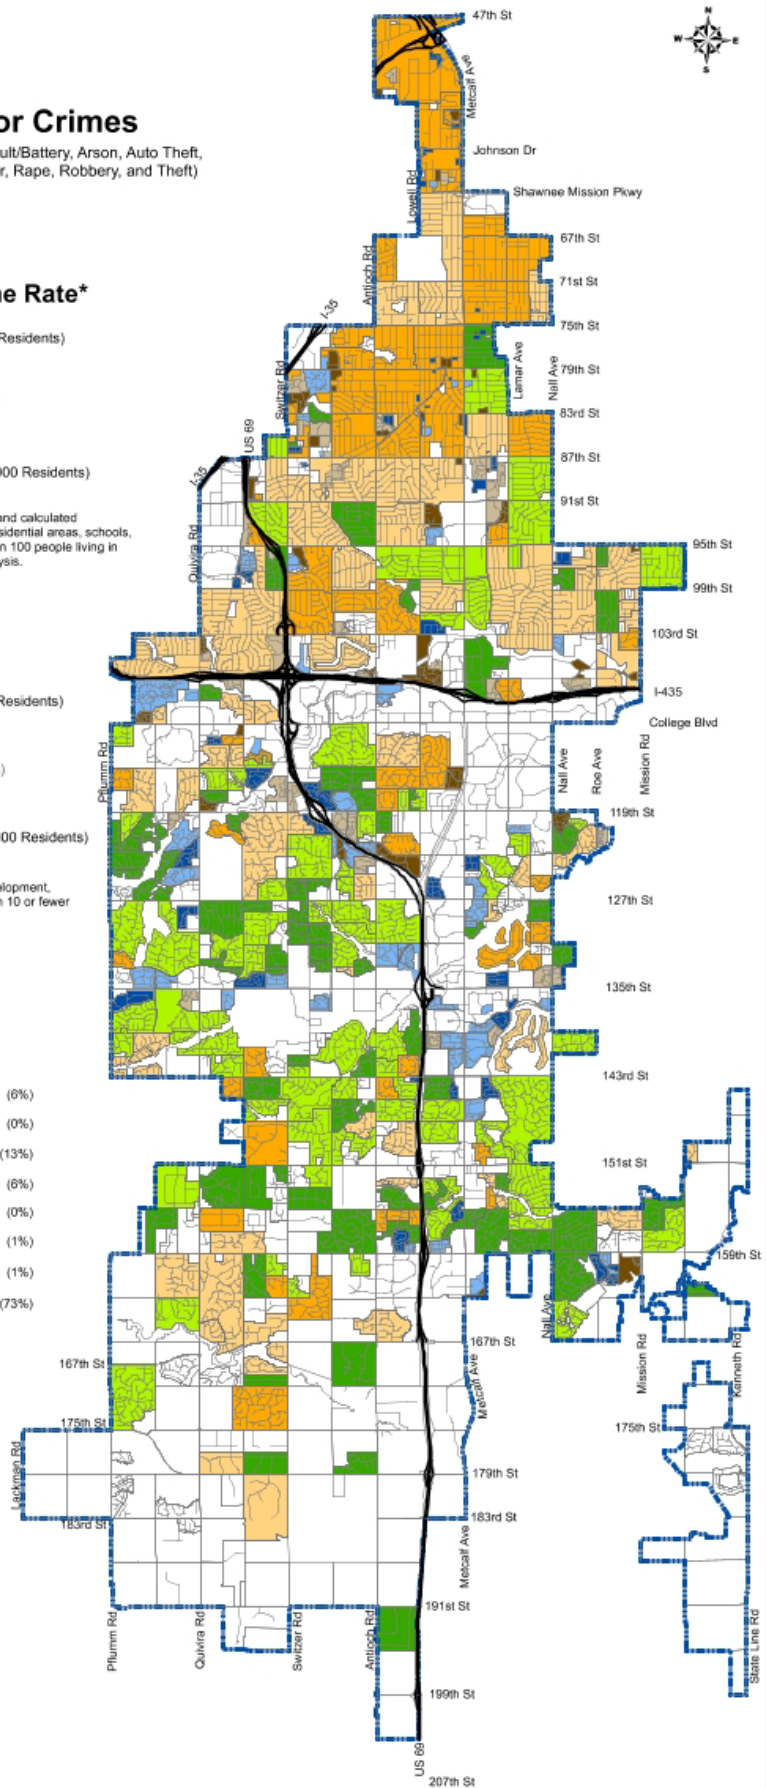 47th St
N
W
E
S
Metcalf Ave
or Crimes
ult/Battery, Arson, Auto Theft,
r, Rape, Robbery, and Theft)
Johnson Dr
Lowell Rd
Shawnee Mission Pkwy
67th St
Antioch Rd
71st St
ne Rate*
I-35
75th St
Residents)
Lamar Ave
Nall Ave
79th St
Switzer Rd
83rd St
US 69
87th St
I-35
900 Residents)
91st St
and calculated
sidential areas, schools,
n 100 people living in
ysis.
Quivira Rd
95th St
99th St
103rd St
I-435
Residents)
College Blvd
Pflumm Rd
Nall Ave
Roe Ave
Mission Rd
)
119th St
00 Residents)
elopment,
n 10 or fewer
127th St
135th St
143rd St
(6%)
(0%)
(13%)
151st St
(6%)
(0%)
(1%)
159th St
(1%)
(73%)
Nall Ave
167th St
Mission Rd
Kenneth Rd
167th St
Metcalf Ave
175th St
175th St
Lackman Rd
179th St
183rd St
183rd St
Metcalf Ave
191st St
Pflumm Rd
Quivira Rd
Switzer Rd
Antioch Rd
State Line Rd
199th St
US 69
207th St